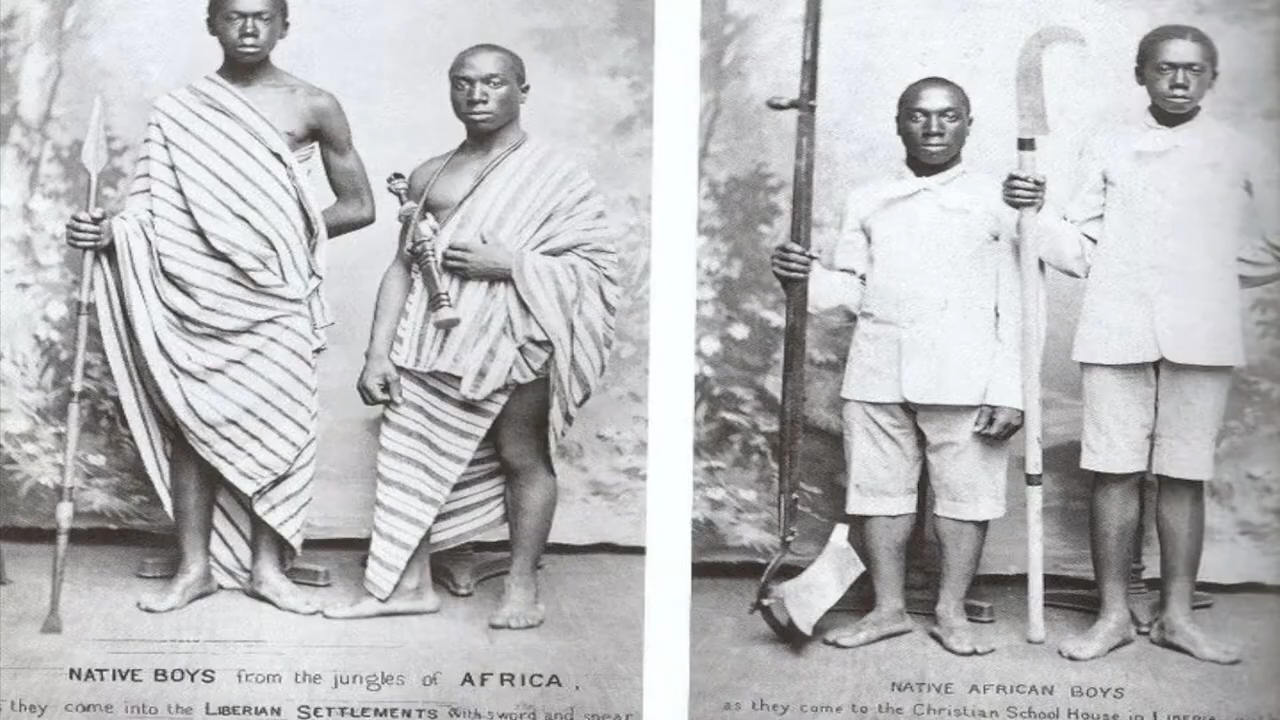 NATIVE BOYS from the jungles of AFRICA,
they come into the LIBERIAN SETTLEMENTS with sword and spear
NATIVE AFRICAN BOYS
as they come to the Christian School House in